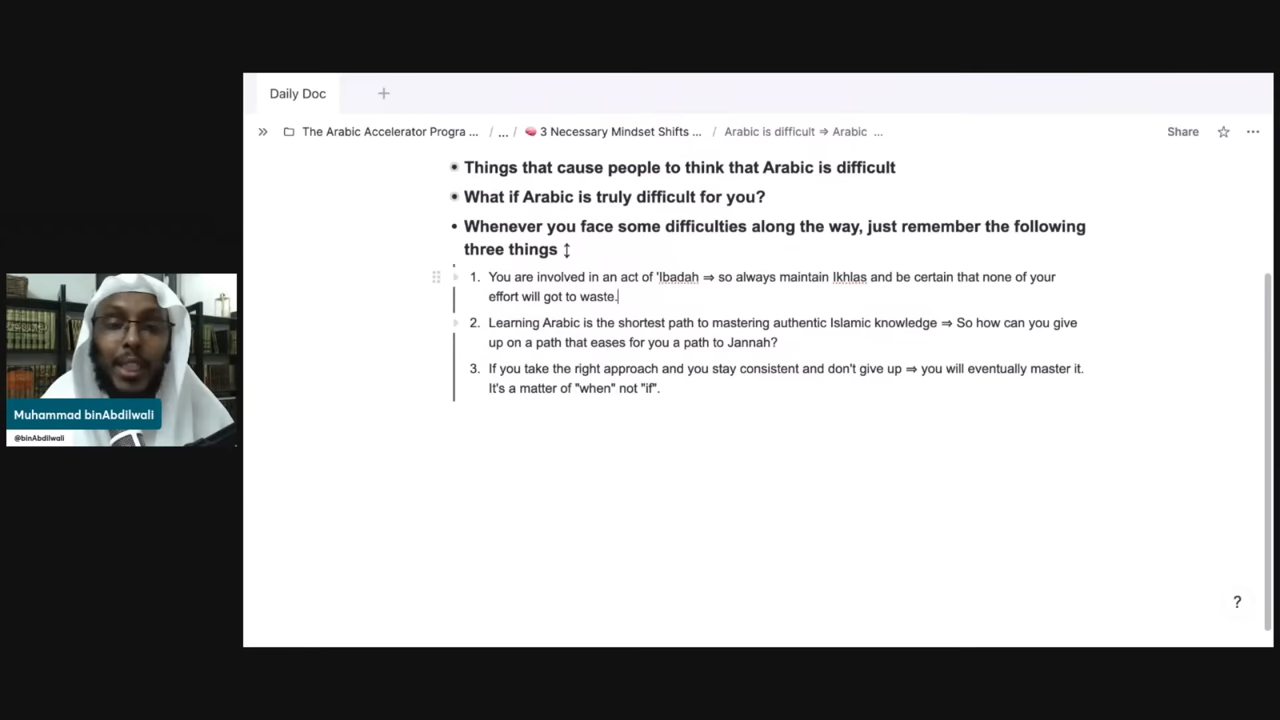 Daily Doc
The Arabic Accelerator Progra ... / ... / 3 Necessary Mindset Shifts ... / Arabic is difficult ⇒ Arabic ...
Share
Things that cause people to think that Arabic is difficult
What if Arabic is truly difficult for you?
Whenever you face some difficulties along the way, just remember the following
three things
1. You are involved in an act of 'Ibadah ⇒ so always maintain Ikhlas and be certain that none of your
effort will got to waste.
2. Learning Arabic is the shortest path to mastering authentic Islamic knowledge ⇒ So how can you give
up on a path that eases for you a path to Jannah?
3. If you take the right approach and you stay consistent and don't give up ⇒ you will eventually master it.
It's a matter of "when" not "if".
Muhammad binAbdilwali
@binAbdilwali
?